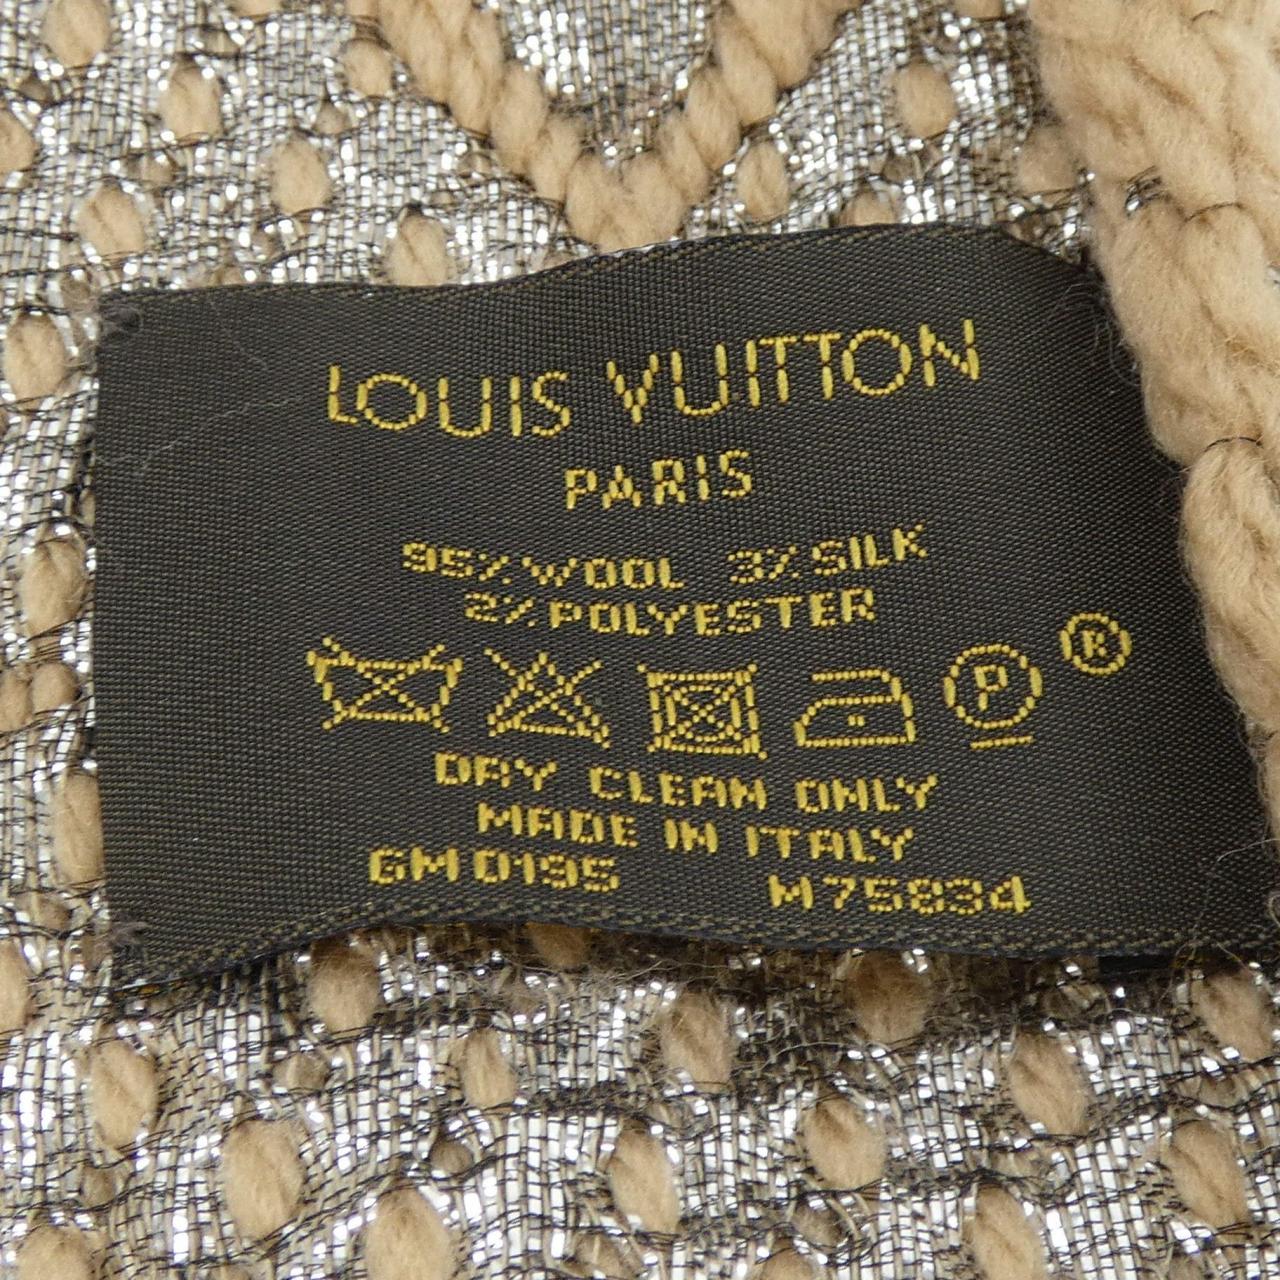 LOUIS VUITTON
PARIS
95% WOOL 3% SILK
2% POLYESTER
P ®
DRY CLEAN ONLY
MADE IN ITALY
GM0195 M75834